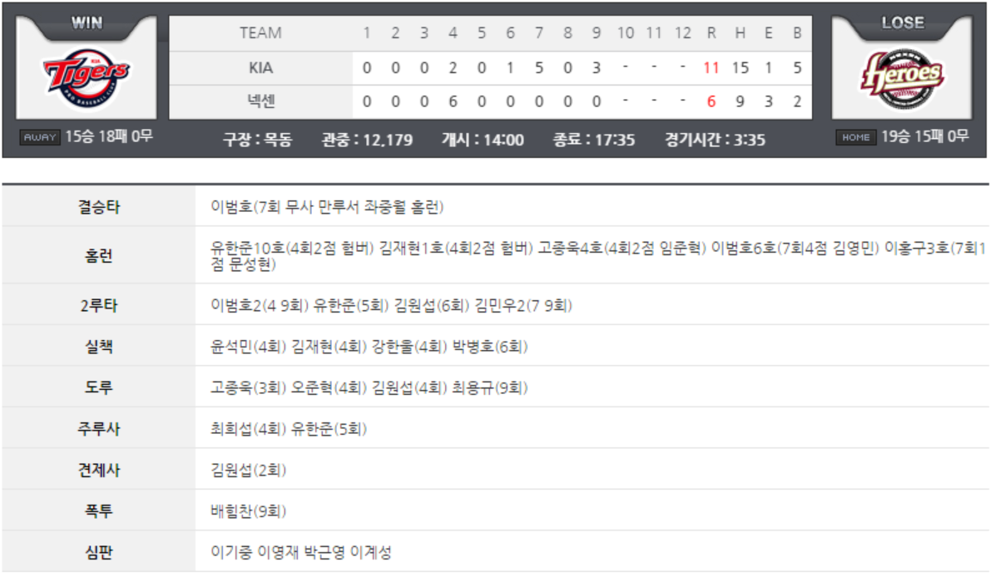 WIN
KIA
Tigers
PRO BASEBALL CLUB
AWAY 15승 18패 0무
TEAM 1 2 3 4 5 6 7 8 9 10 11 12 R H E B
KIA 0 0 0 2 0 1 5 0 3 - - - 11 15 1 5
넥센 0 0 0 6 0 0 0 0 0 - - - 6 9 3 2
구장 : 목동 관중 : 12,179 개시 : 14:00 종료 : 17:35 경기시간 : 3:35
LOSE
Heroes
HOME 19승 15패 0무
결승타 이범호(7회 무사 만루서 좌중월 홈런)
홈런 유한준10호(4회2점 험버) 김재현1호(4회2점 험버) 고종욱4호(4회2점 임준혁) 이범호6호(7회4점 김영민) 이홍구3호(7회1
점 문성현)
2루타 이범호2(4 9회) 유한준(5회) 김원섭(6회) 김민우2(7 9회)
실책 윤석민(4회) 김재현(4회) 강한울(4회) 박병호(6회)
도루 고종욱(3회) 오준혁(4회) 김원섭(4회) 최용규(9회)
주루사 최희섭(4회) 유한준(5회)
견제사 김원섭(2회)
폭투 배힘찬(9회)
심판 이기중 이영재 박근영 이계성